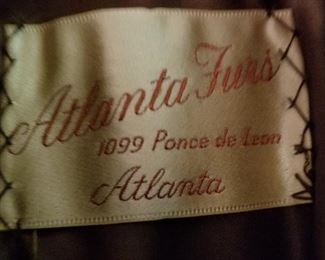 Atlanta Furs
1099 Ponce de Leon
Atlanta